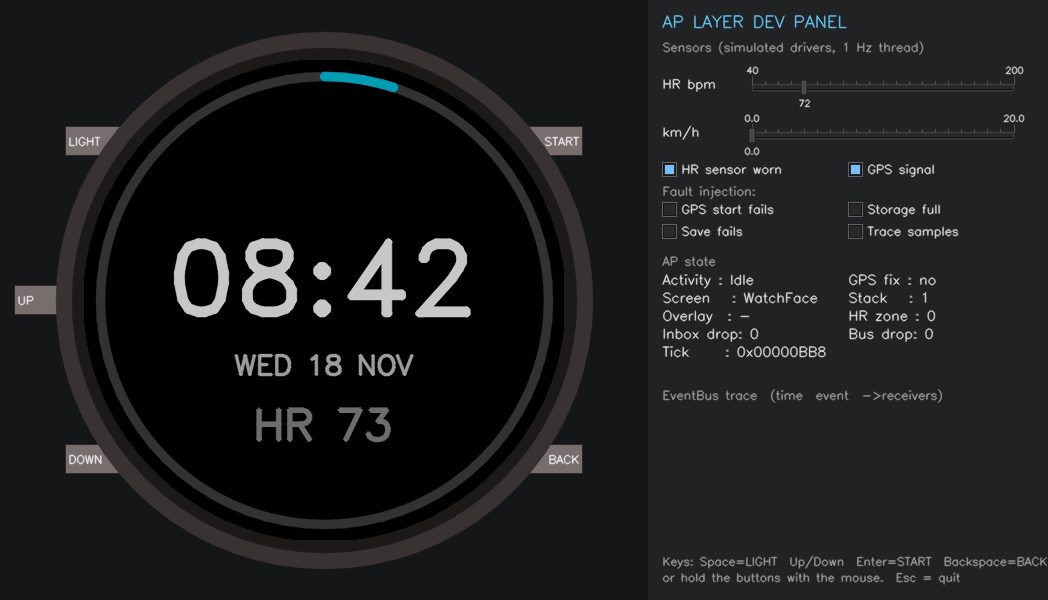 LIGHT
START
UP
DOWN
BACK
08:42
WED 18 NOV
HR 73
AP LAYER DEV PANEL
Sensors (simulated drivers, 1 Hz thread)
40 200
HR bpm
72
0.0 20.0
km/h
0.0
HR sensor worn GPS signal
Fault injection:
GPS start fails Storage full
Save fails Trace samples
AP state
Activity : Idle GPS fix : no
Screen : WatchFace Stack : 1
Overlay : – HR zone : 0
Inbox drop: 0 Bus drop: 0
Tick : 0x00000BB8
EventBus trace (time event –>receivers)
Keys: Space=LIGHT Up/Down Enter=START Backspace=BACK
or hold the buttons with the mouse. Esc = quit